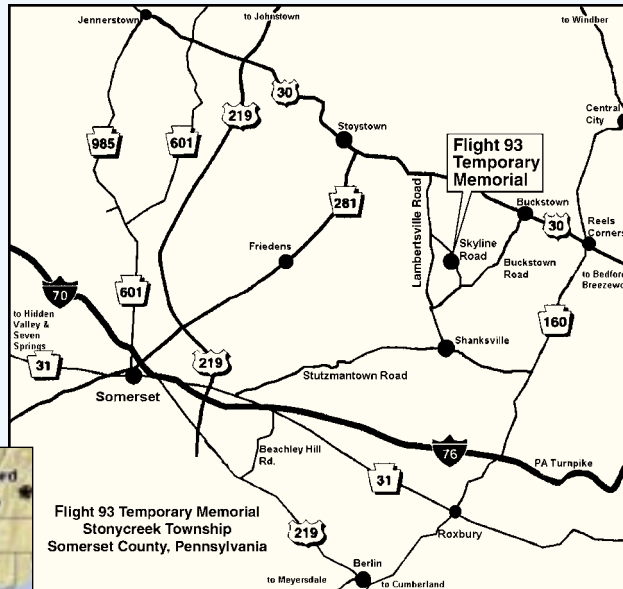 Jennerstown
to Johnstown
to Windber
30
219
985
601
Central
City
Stoystown
Flight 93
Temporary
Memorial
281
Lambertsville Road
Buckstown
30
Reels
Corners
Friedens
Skyline
Road
Buckstown
Road
to Bedford
Breezewo
70
601
160
to Hidden
Valley &
Seven
Springs
31
219
Shanksville
Stutzmantown Road
Somerset
76
PA Turnpike
Beachley Hill
Rd.
31
Flight 93 Temporary Memorial
Stonycreek Township
Somerset County, Pennsylvania
219
Roxbury
Berlin
to Meyersdale
to Cumberland